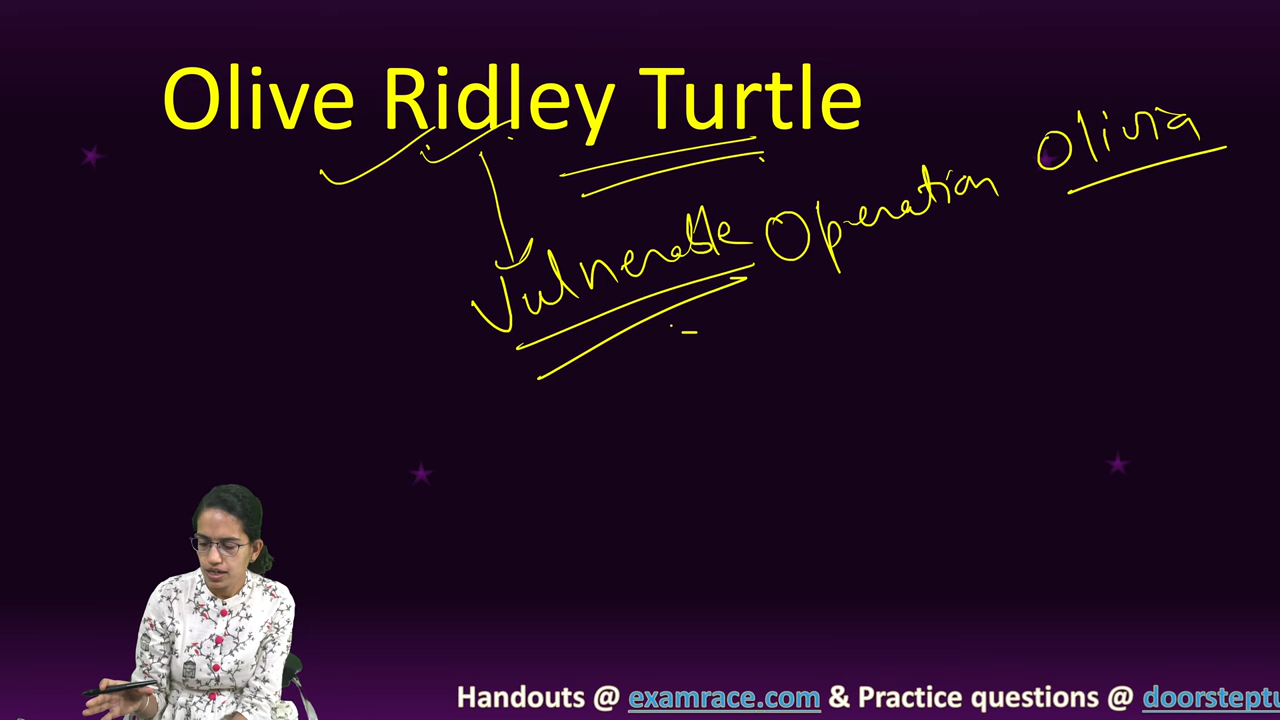 Olive Ridley Turtle
Vulnerable Operation Olivia
Handouts @ examrace.com & Practice questions @ doorsteptu